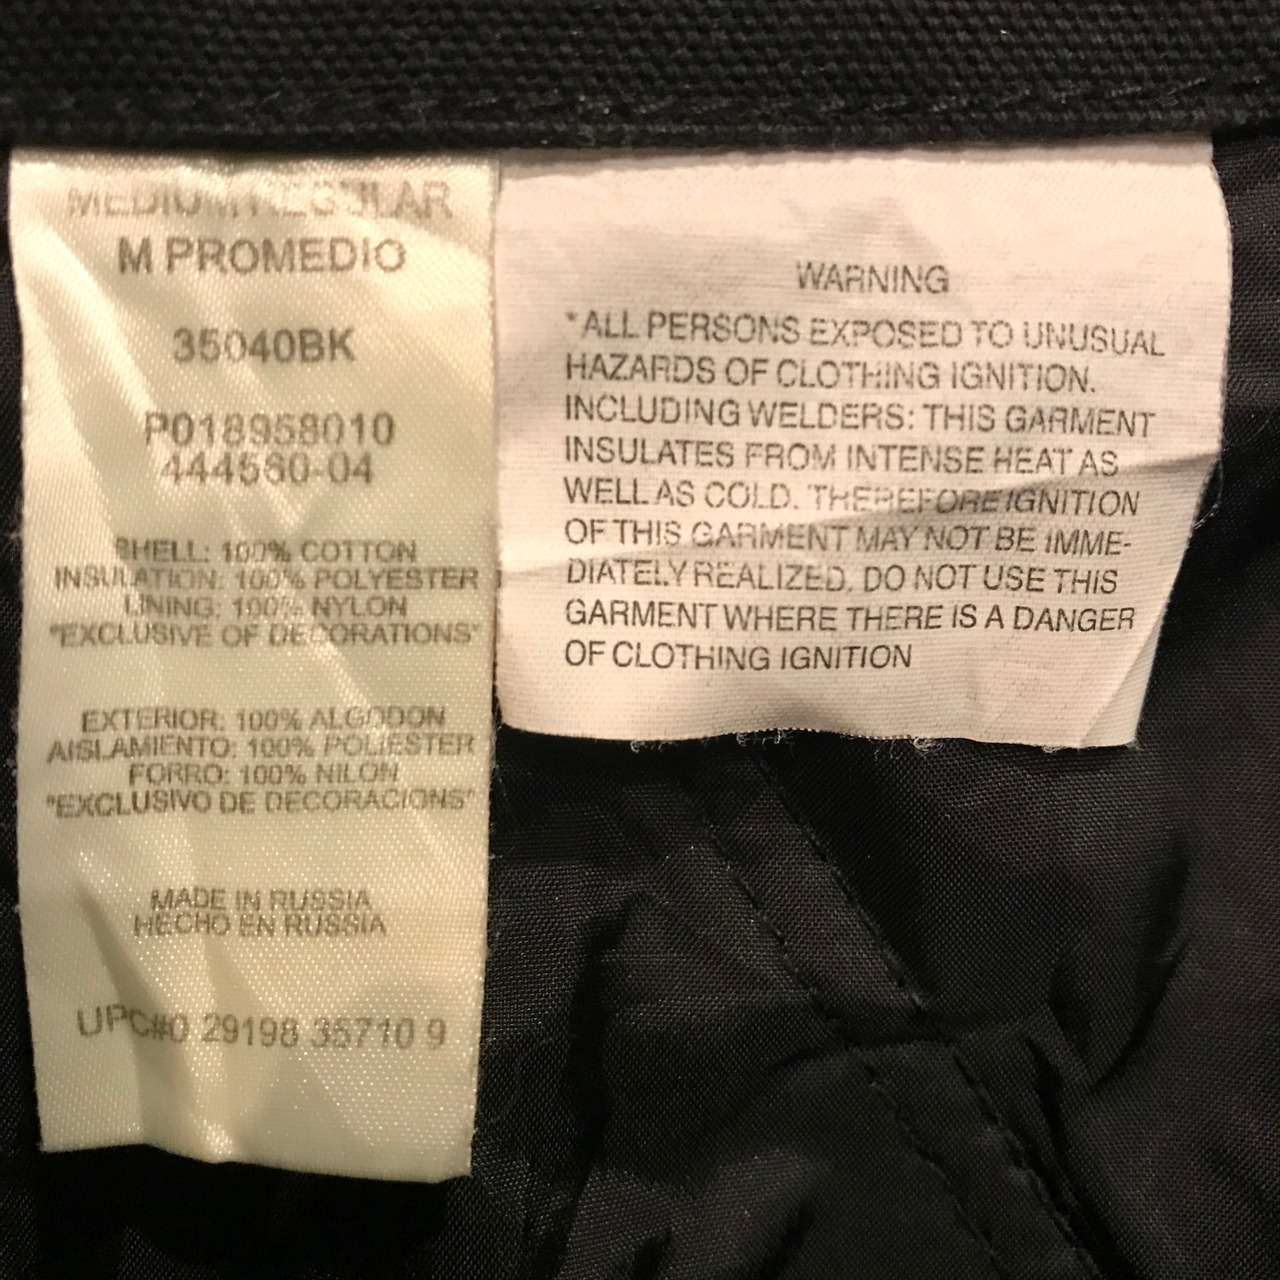 MEDIUM REGULAR
M PROMEDIO
35040BK
P018958010
444560-04
SHELL: 100% COTTON
INSULATION: 100% POLYESTER
LINING: 100% NYLON
"EXCLUSIVE OF DECORATIONS"
EXTERIOR: 100% ALGODON
AISLAMIENTO: 100% POLIESTER
FORRO: 100% NILON
"EXCLUSIVO DE DECORACIONS"
MADE IN RUSSIA
HECHO EN RUSSIA
UPC#0 29198 35710 9
WARNING
*ALL PERSONS EXPOSED TO UNUSUAL
HAZARDS OF CLOTHING IGNITION.
INCLUDING WELDERS: THIS GARMENT
INSULATES FROM INTENSE HEAT AS
WELL AS COLD. THEREFORE IGNITION
OF THIS GARMENT MAY NOT BE IMME-
DIATELY REALIZED. DO NOT USE THIS
GARMENT WHERE THERE IS A DANGER
OF CLOTHING IGNITION